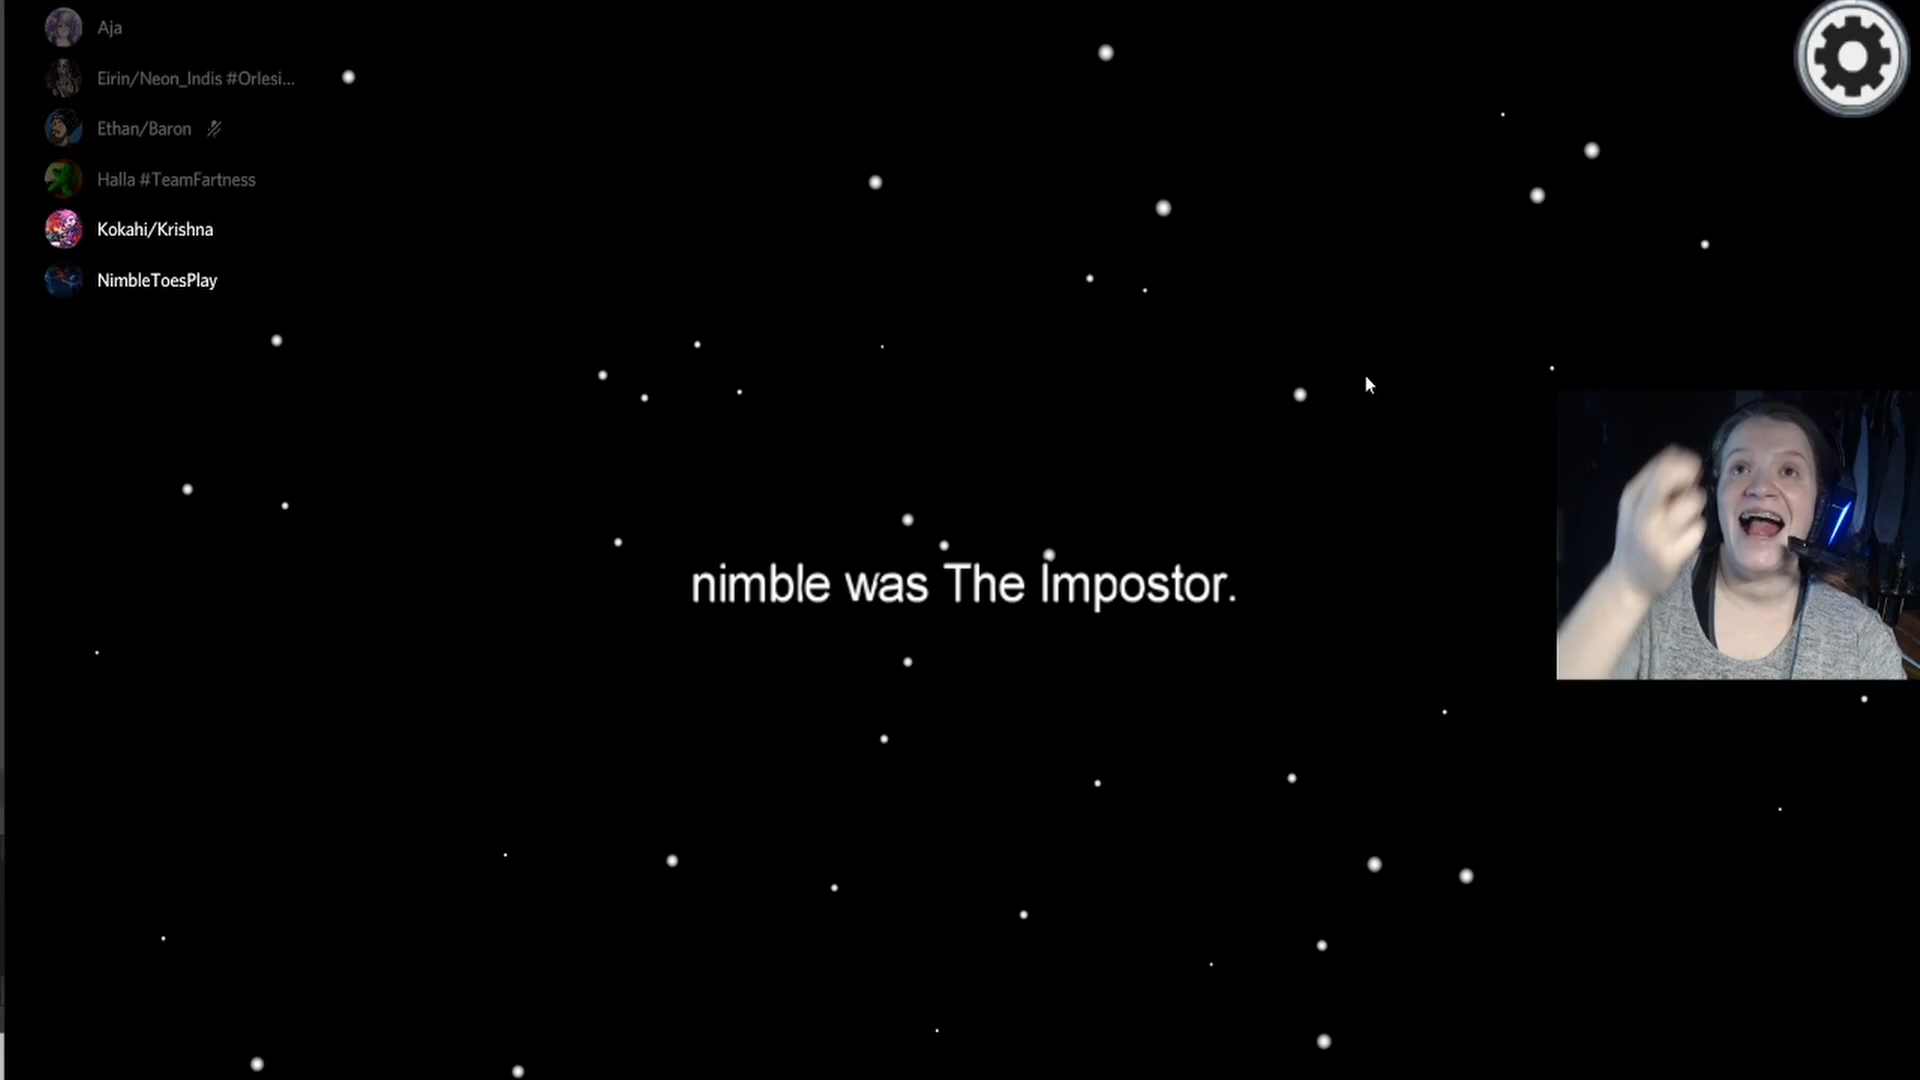 Aja
Eirin/Neon_Indis #Orlesi...
Ethan/Baron
Halla #TeamFartness
Kokahi/Krishna
NimbleToesPlay
nimble was The Impostor.